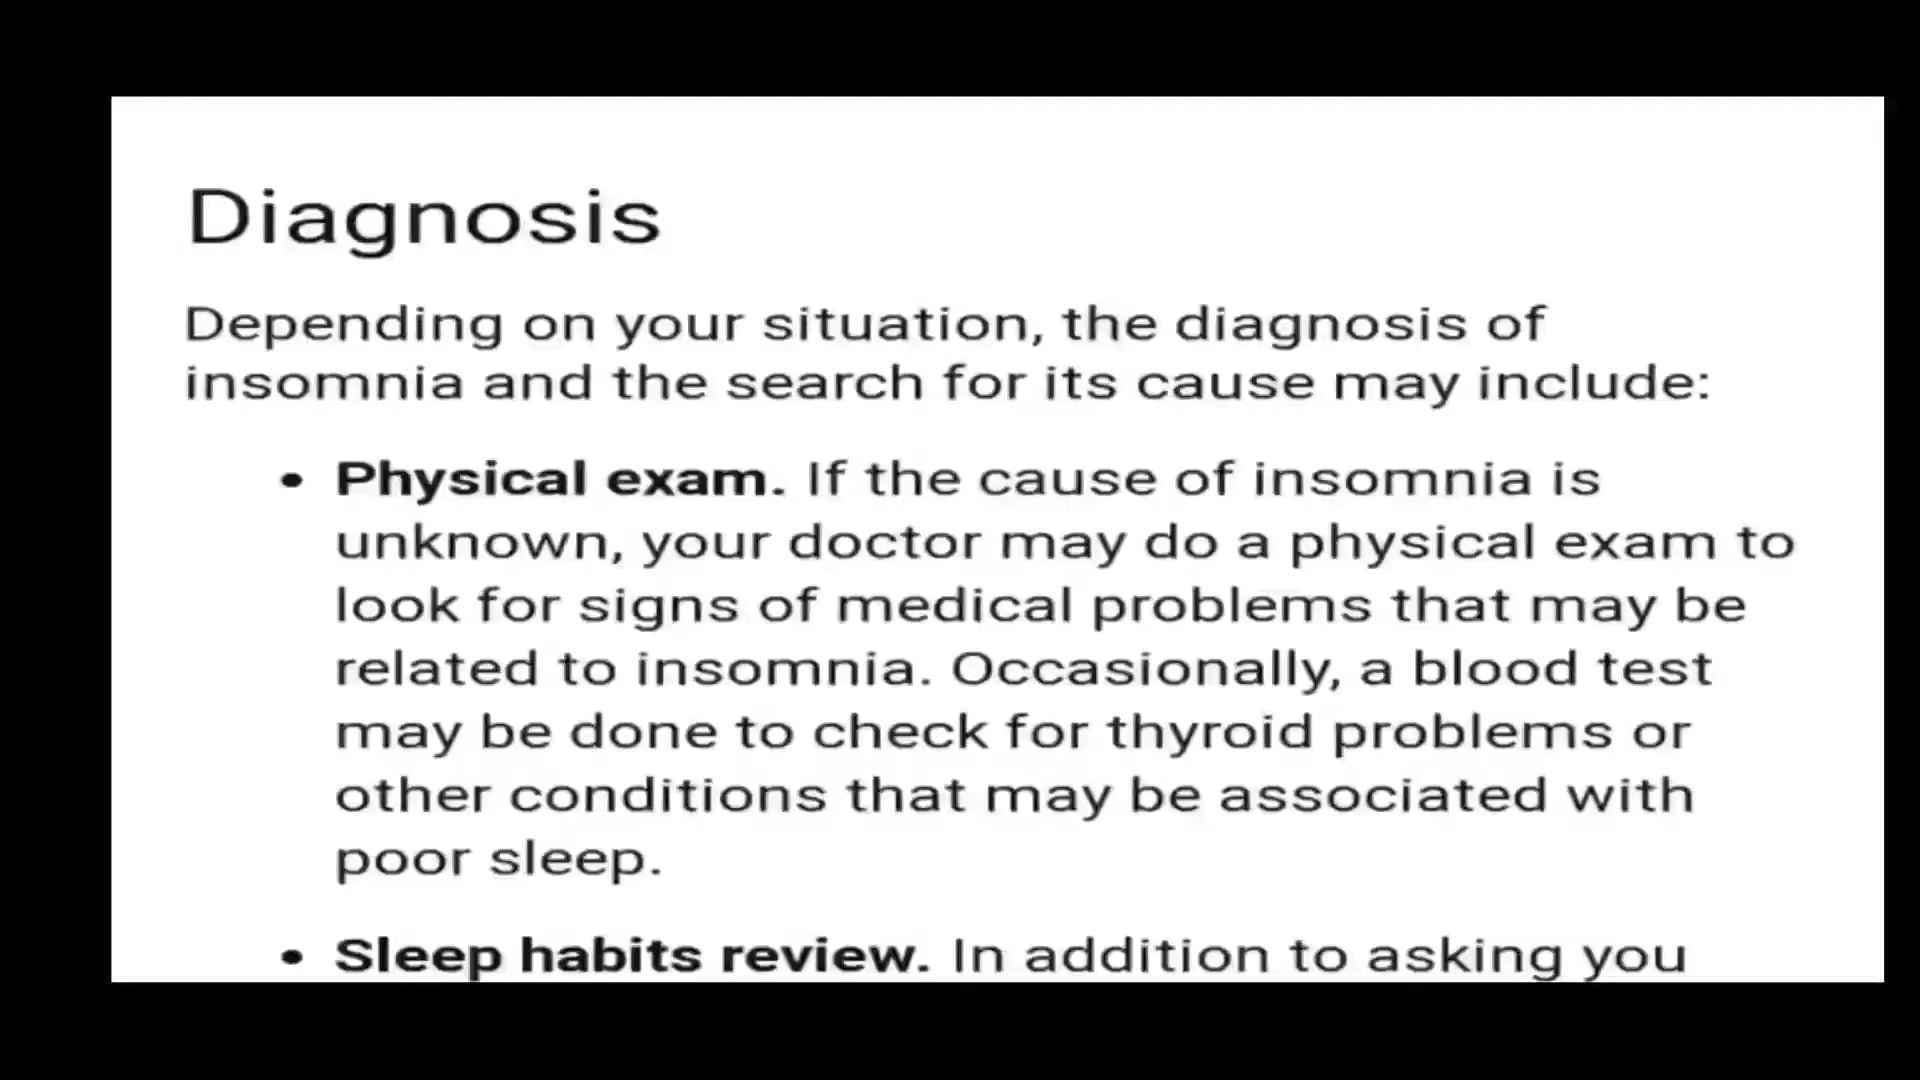 Diagnosis
Depending on your situation, the diagnosis of
insomnia and the search for its cause may include:
• Physical exam. If the cause of insomnia is
unknown, your doctor may do a physical exam to
look for signs of medical problems that may be
related to insomnia. Occasionally, a blood test
may be done to check for thyroid problems or
other conditions that may be associated with
poor sleep.
• Sleep habits review. In addition to asking you